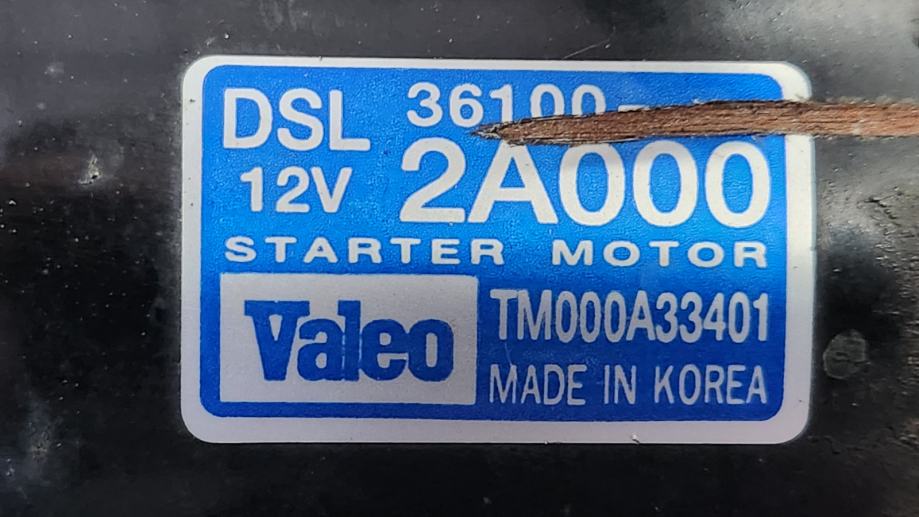 DSL 36100-
12V 2A000
STARTER MOTOR
Valeo TM000A33401
MADE IN KOREA